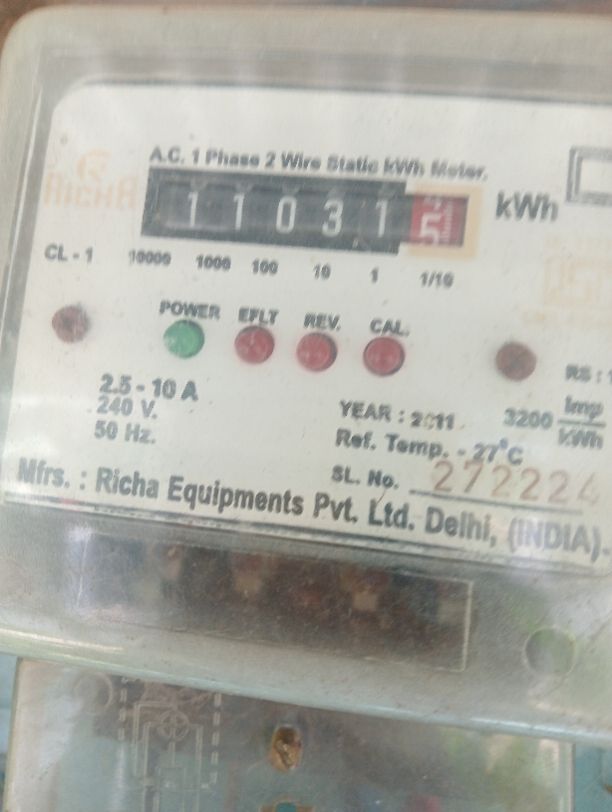 A.C. 1 Phase 2 Wire Static kWh Meter.
RICHA
1 1 0 3 1 5 kWh
CL - 1 10000 1000 100 10 1 1/10
POWER EFLT REV. CAL.
RS :
2.5 - 10 A
240 V.
50 Hz.
YEAR : 2011
3200 Imp
kWh
Ref. Temp. - 27°C
SL. No. 272224
Mfrs. : Richa Equipments Pvt. Ltd. Delhi, (INDIA).